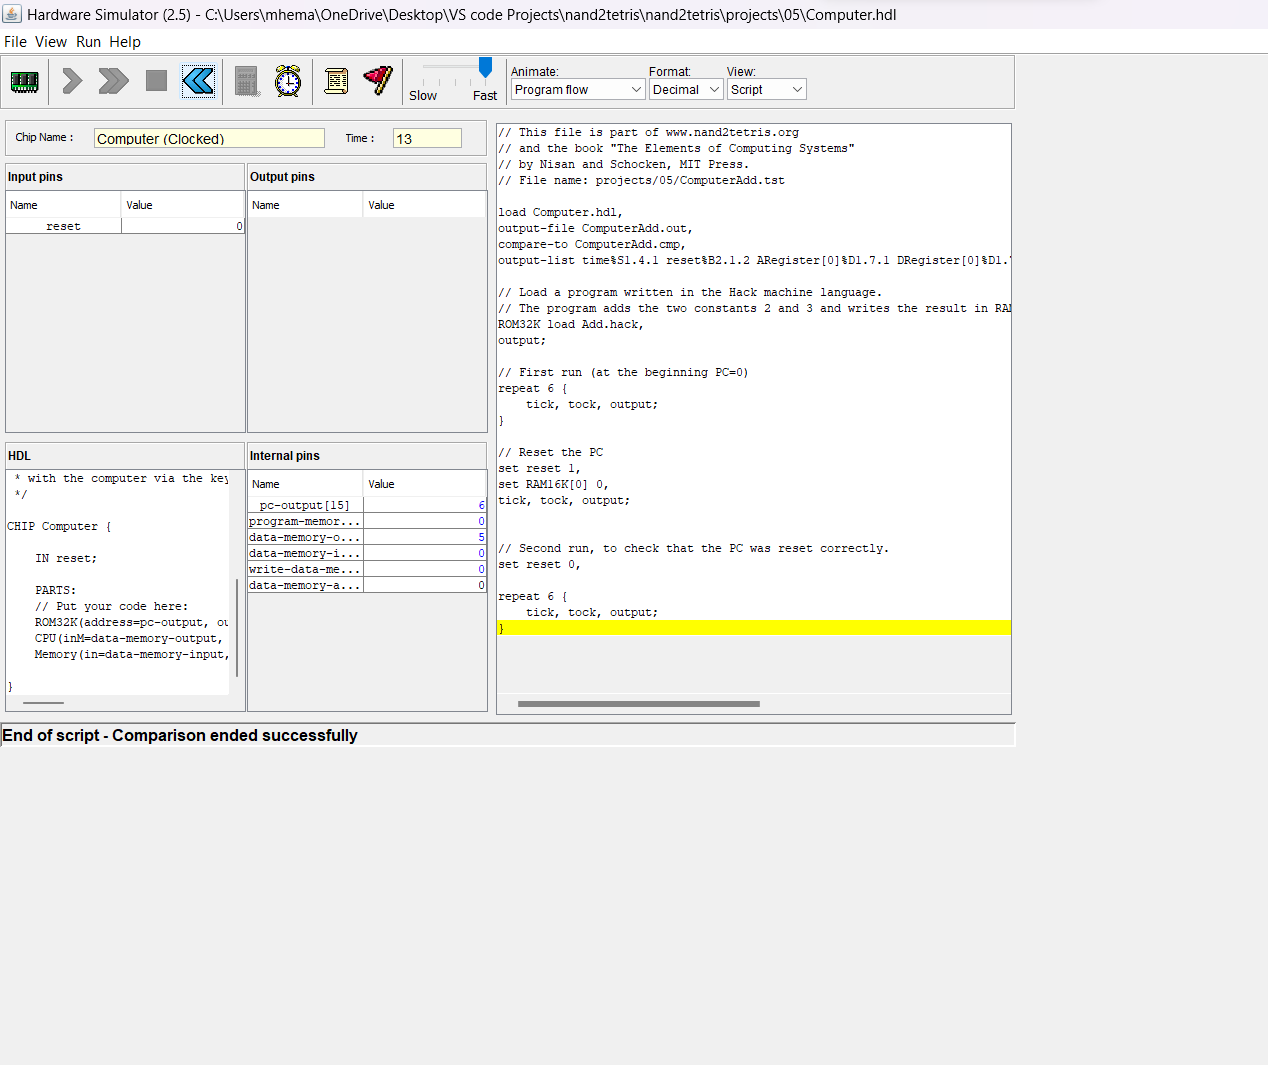 Hardware Simulator (2.5) - C:\Users\mhema\OneDrive\Desktop\VS code Projects\nand2tetris\nand2tetris\projects\05\Computer.hdl
File View Run Help
Slow Fast
Animate: Format: View:
Program flow Decimal Script
Chip Name : Computer (Clocked) Time : 13
Input pins
Name Value
reset 0
Output pins
Name Value
HDL
* with the computer via the key
*/
CHIP Computer {
IN reset;
PARTS:
// Put your code here:
ROM32K(address=pc-output, ou
CPU(inM=data-memory-output,
Memory(in=data-memory-input,
}
Internal pins
Name Value
pc-output[15] 6
program-memor... 0
data-memory-o... 5
data-memory-i... 0
write-data-me... 0
data-memory-a... 0
// This file is part of www.nand2tetris.org
// and the book "The Elements of Computing Systems"
// by Nisan and Schocken, MIT Press.
// File name: projects/05/ComputerAdd.tst
load Computer.hdl,
output-file ComputerAdd.out,
compare-to ComputerAdd.cmp,
output-list time%S1.4.1 reset%B2.1.2 ARegister[0]%D1.7.1 DRegister[0]%D1.
// Load a program written in the Hack machine language.
// The program adds the two constants 2 and 3 and writes the result in RAM
ROM32K load Add.hack,
output;
// First run (at the beginning PC=0)
repeat 6 {
tick, tock, output;
}
// Reset the PC
set reset 1,
set RAM16K[0] 0,
tick, tock, output;
// Second run, to check that the PC was reset correctly.
set reset 0,
repeat 6 {
tick, tock, output;
}
End of script - Comparison ended successfully